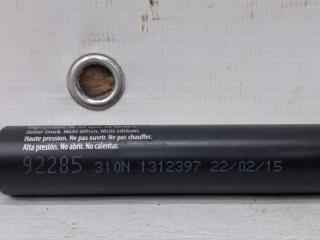 Hoher Druck. Nicht öffnen. Nicht erhitzen.
Haute pression. Ne pas ouvrir. Ne pas chauffer.
Alta presión. No abrir. No calentar.
92285 310N 1312397 22/02/15